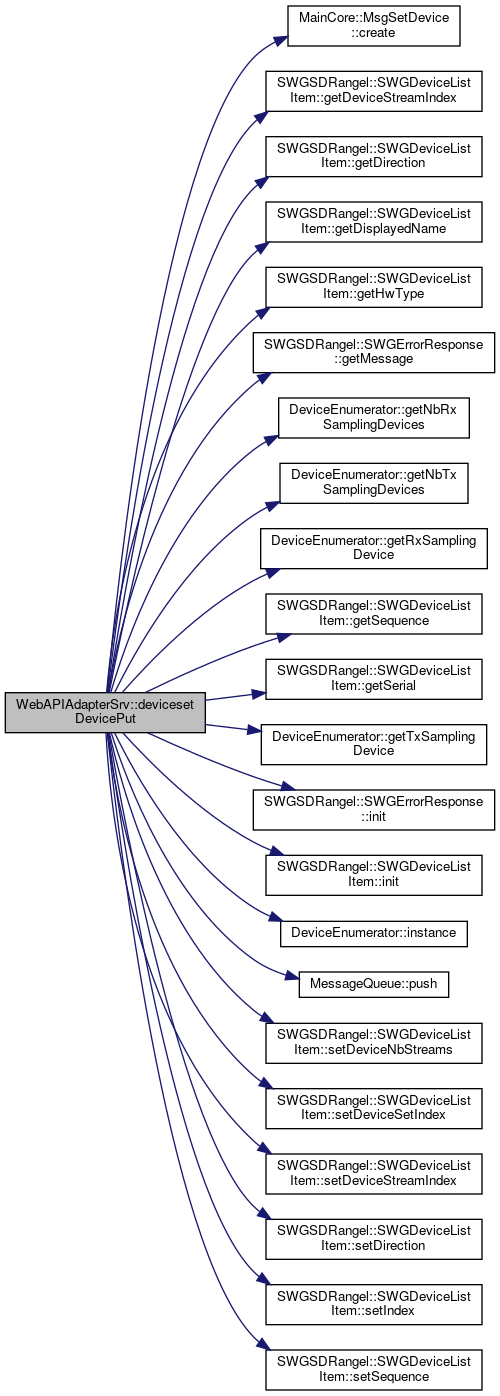 MainCore::MsgSetDevice
::create
SWGSDRangel::SWGDeviceList
Item::getDeviceStreamIndex
SWGSDRangel::SWGDeviceList
Item::getDirection
SWGSDRangel::SWGDeviceList
Item::getDisplayedName
SWGSDRangel::SWGDeviceList
Item::getHwType
SWGSDRangel::SWGErrorResponse
::getMessage
DeviceEnumerator::getNbRx
SamplingDevices
DeviceEnumerator::getNbTx
SamplingDevices
DeviceEnumerator::getRxSampling
Device
SWGSDRangel::SWGDeviceList
Item::getSequence
SWGSDRangel::SWGDeviceList
Item::getSerial
WebAPIAdapterSrv::deviceset
DevicePut
DeviceEnumerator::getTxSampling
Device
SWGSDRangel::SWGErrorResponse
::init
SWGSDRangel::SWGDeviceList
Item::init
DeviceEnumerator::instance
MessageQueue::push
SWGSDRangel::SWGDeviceList
Item::setDeviceNbStreams
SWGSDRangel::SWGDeviceList
Item::setDeviceSetIndex
SWGSDRangel::SWGDeviceList
Item::setDeviceStreamIndex
SWGSDRangel::SWGDeviceList
Item::setDirection
SWGSDRangel::SWGDeviceList
Item::setIndex
SWGSDRangel::SWGDeviceList
Item::setSequence